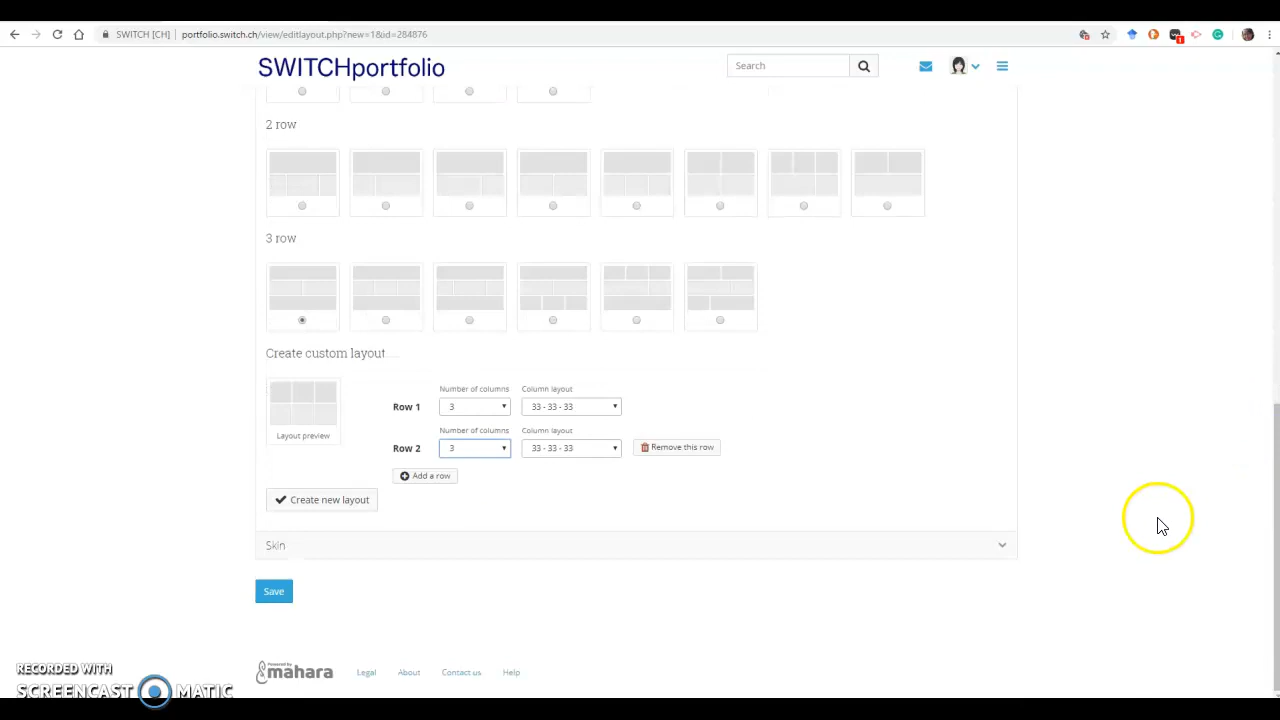 SWITCH [CH] portfolio.switch.ch/view/editlayout.php?new=1&id=284876
1
SWITCHportfolio
Search
2 row
3 row
Create custom layout
Number of columns Column layout
Row 1 3 33 - 33 - 33
Number of columns Column layout
Row 2 3 33 - 33 - 33 Remove this row
Layout preview
Add a row
Create new layout
Skin
Save
RECORDED WITH
SCREENCAST MATIC
Powered by
mahara Legal About Contact us Help